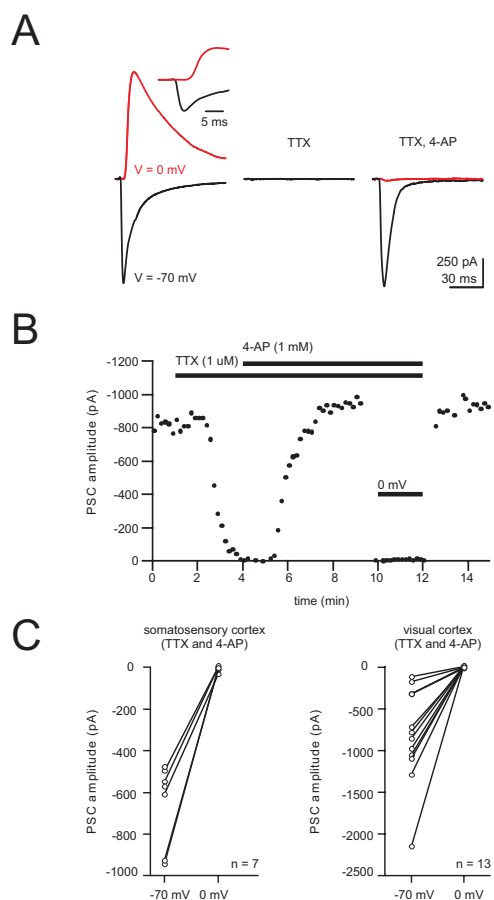 A
5 ms
V = 0 mV
V = -70 mV
TTX
TTX, 4-AP
250 pA
30 ms
B
4-AP (1 mM)
TTX (1 uM)
0 mV
PSC amplitude (pA)
-1200
-1000
-800
-600
-400
-200
0
0 2 4 6 8 10 12 14
time (min)
C
somatosensory cortex
(TTX and 4-AP)
PSC amplitude (pA)
0
-200
-400
-600
-800
-1000
n = 7
-70 mV 0 mV
visual cortex
(TTX and 4-AP)
PSC amplitude (pA)
0
-500
-1000
-1500
-2000
-2500
n = 13
-70 mV 0 mV